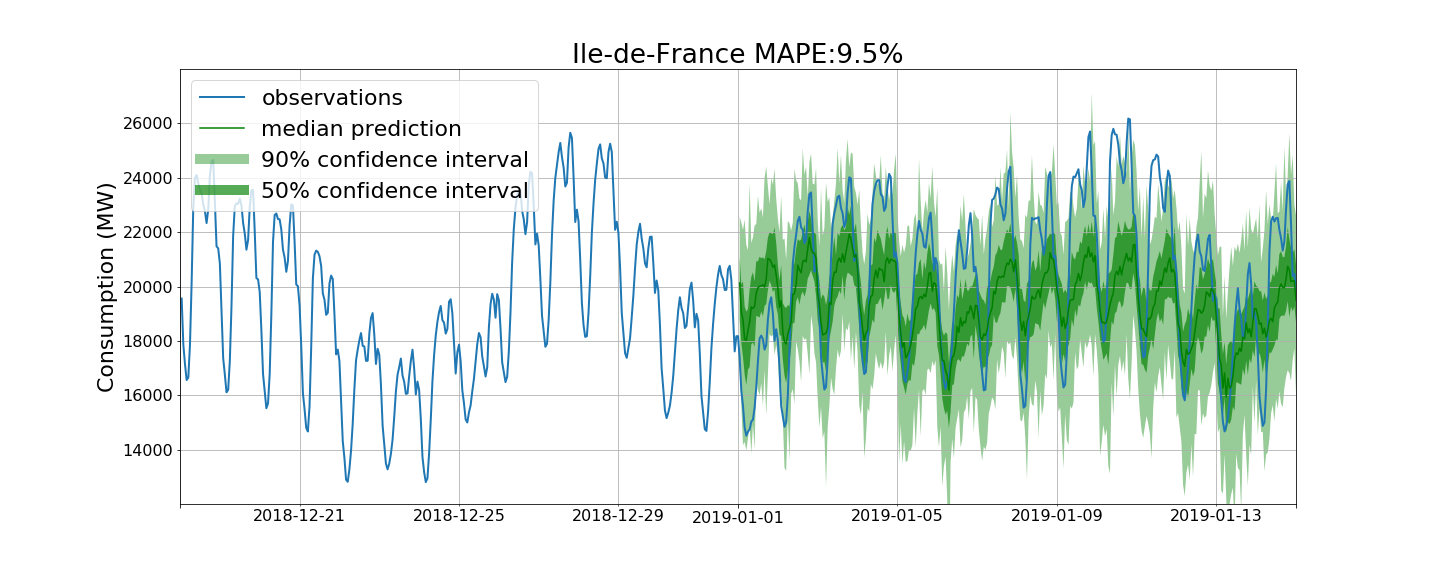 Ile-de-France MAPE:9.5%
observations
median prediction
90% confidence interval
50% confidence interval
Consumption (MW)
26000
24000
22000
20000
18000
16000
14000
2018-12-21 2018-12-25 2018-12-29 2019-01-01 2019-01-05 2019-01-09 2019-01-13